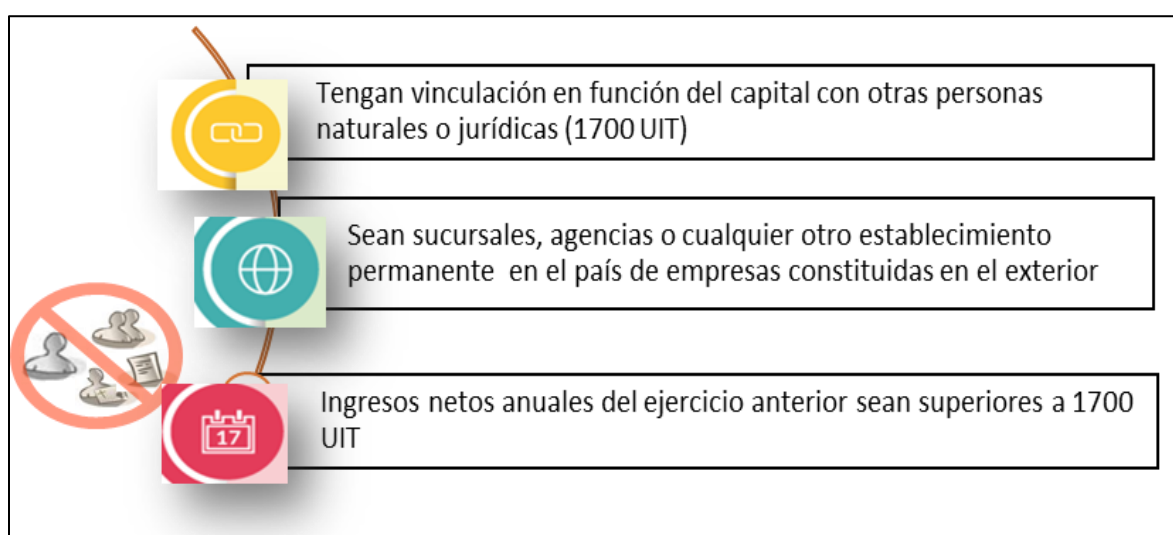 Tengan vinculación en función del capital con otras personas
naturales o jurídicas (1700 UIT)
Sean sucursales, agencias o cualquier otro establecimiento
permanente en el país de empresas constituidas en el exterior
17
Ingresos netos anuales del ejercicio anterior sean superiores a 1700
UIT